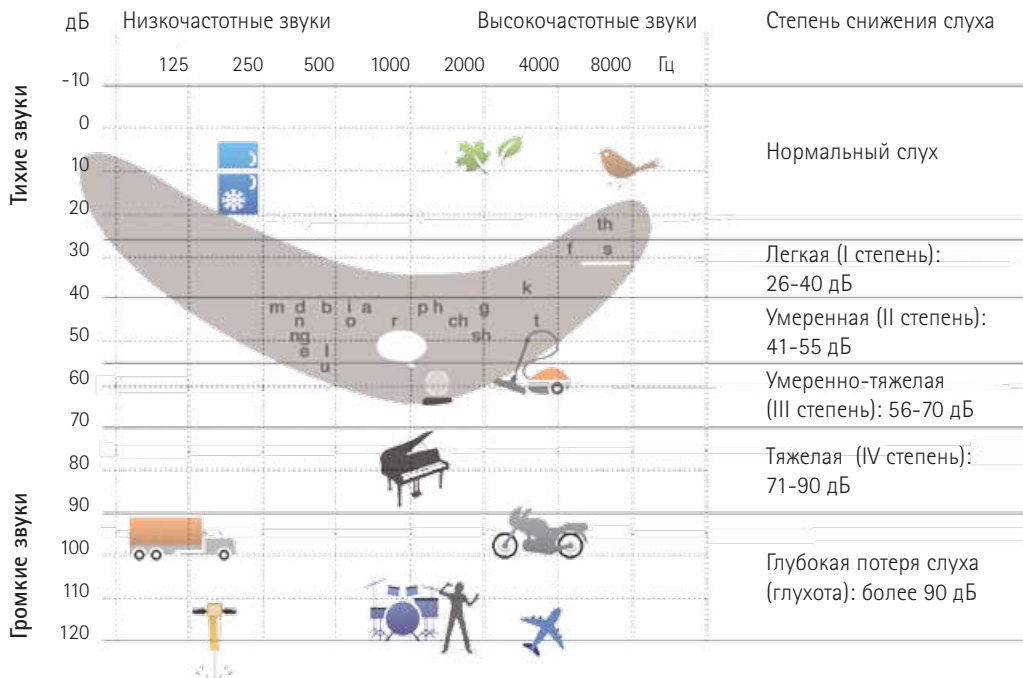 дБ Низкочастотные звуки Высокочастотные звуки Степень снижения слуха
125 250 500 1000 2000 4000 8000 Гц
Тихие звуки
Громкие звуки
-10
0
10
20
30
40
50
60
70
80
90
100
110
120
th
f s
k
m d b i a p h g
n o r ch t
ng sh
e l
u
Нормальный слух
Легкая (I степень):
26-40 дБ
Умеренная (II степень):
41-55 дБ
Умеренно-тяжелая
(III степень): 56-70 дБ
Тяжелая (IV степень):
71-90 дБ
Глубокая потеря слуха
(глухота): более 90 дБ